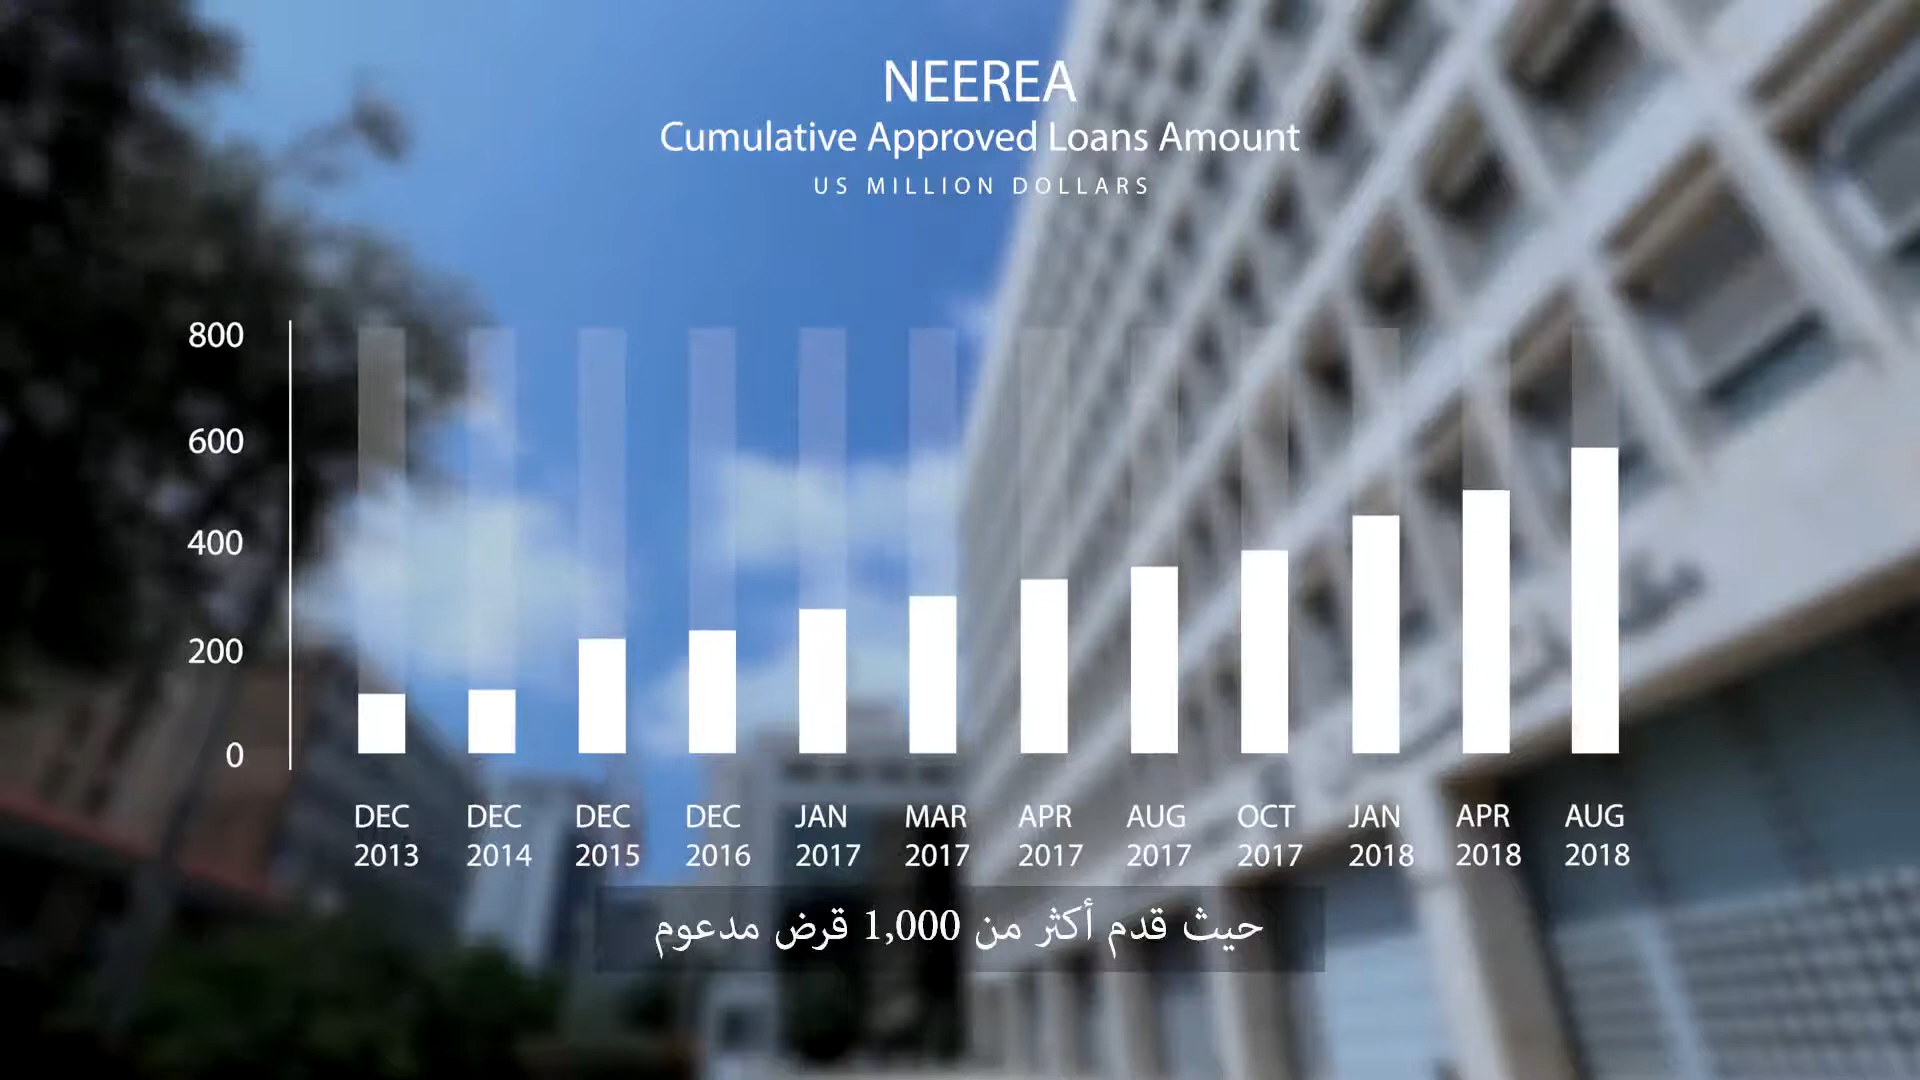 NEEREA
Cumulative Approved Loans Amount
US MILLION DOLLARS
800
600
400
200
0
DEC 2013
DEC 2014
DEC 2015
DEC 2016
JAN 2017
MAR 2017
APR 2017
AUG 2017
OCT 2017
JAN 2018
APR 2018
AUG 2018
حيث قدم أكثر من 1,000 قرض مدعوم